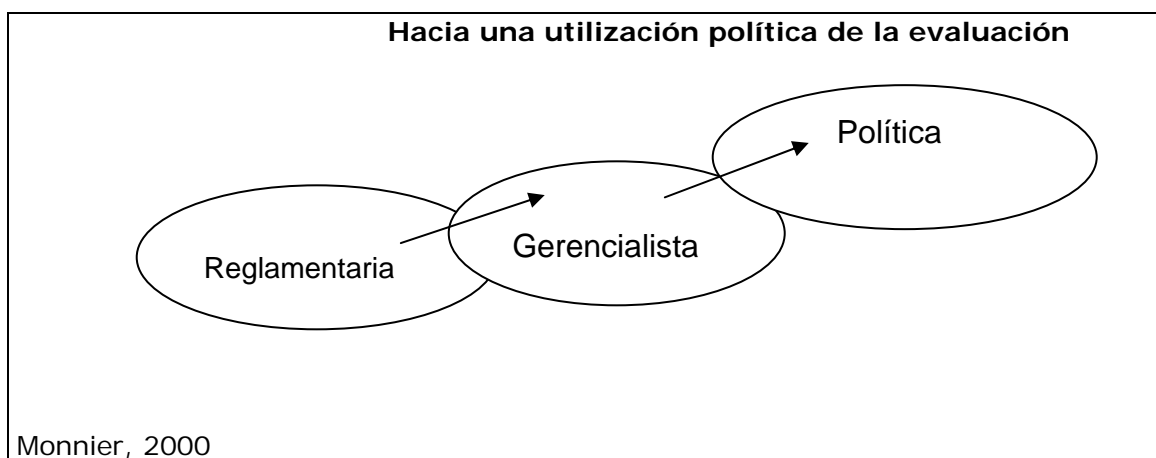 Hacia una utilización política de la evaluación
Política
Gerencialista
Reglamentaria
Monnier, 2000